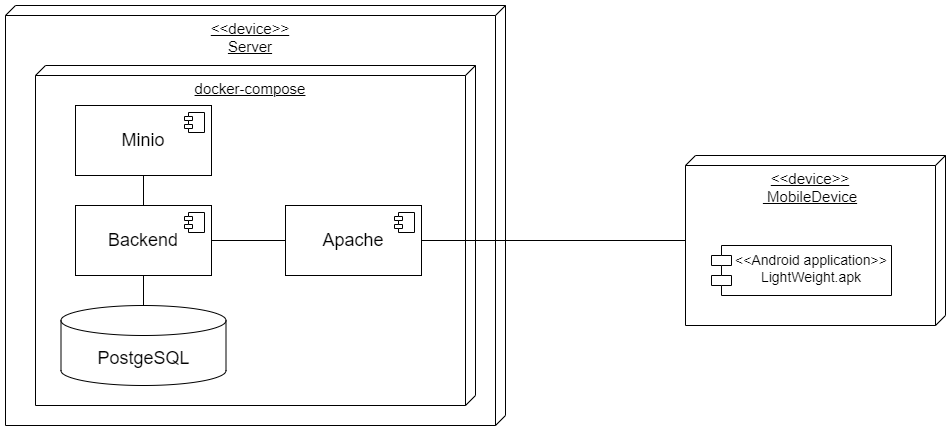 <<device>>
Server
docker-compose
Minio
Backend
Apache
PostgeSQL
<<device>>
MobileDevice
<<Android application>>
LightWeight.apk